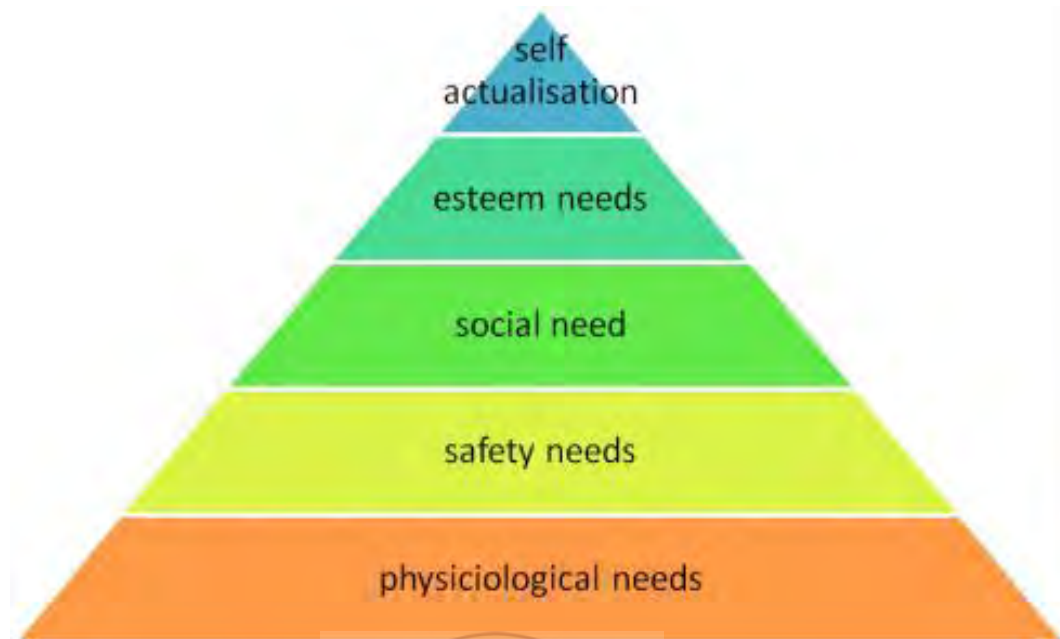 self
actualisation
esteem needs
social need
safety needs
physiciological needs